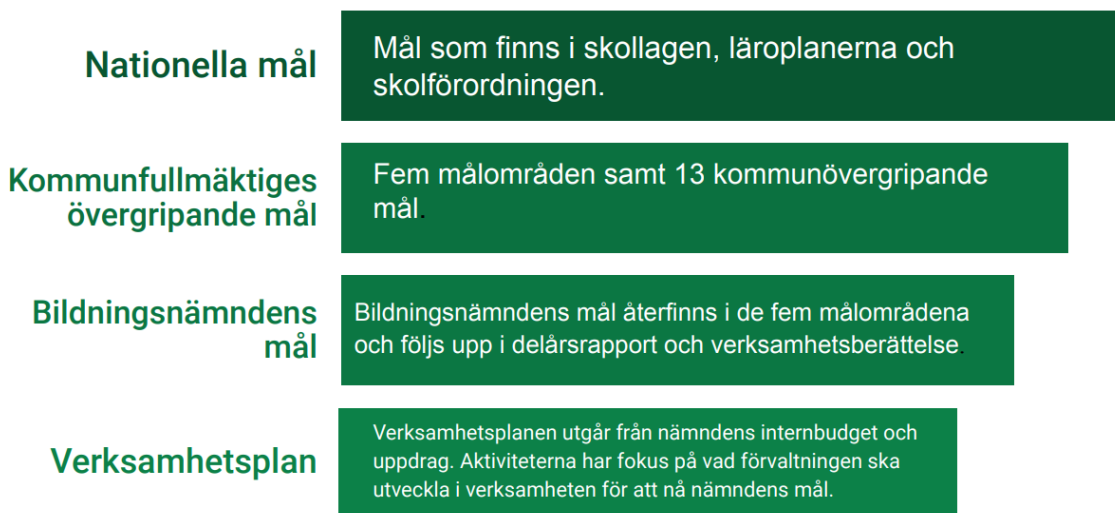 Nationella mål
Mål som finns i skollagen, läroplanerna och
skolförordningen.
Kommunfullmäktiges
övergripande mål
Fem målområden samt 13 kommunövergripande
mål.
Bildningsnämndens
mål
Bildningsnämndens mål återfinns i de fem målområdena
och följs upp i delårsrapport och verksamhetsberättelse.
Verksamhetsplan
Verksamhetsplanen utgår från nämndens internbudget och
uppdrag. Aktiviteterna har fokus på vad förvaltningen ska
utveckla i verksamheten för att nå nämndens mål.